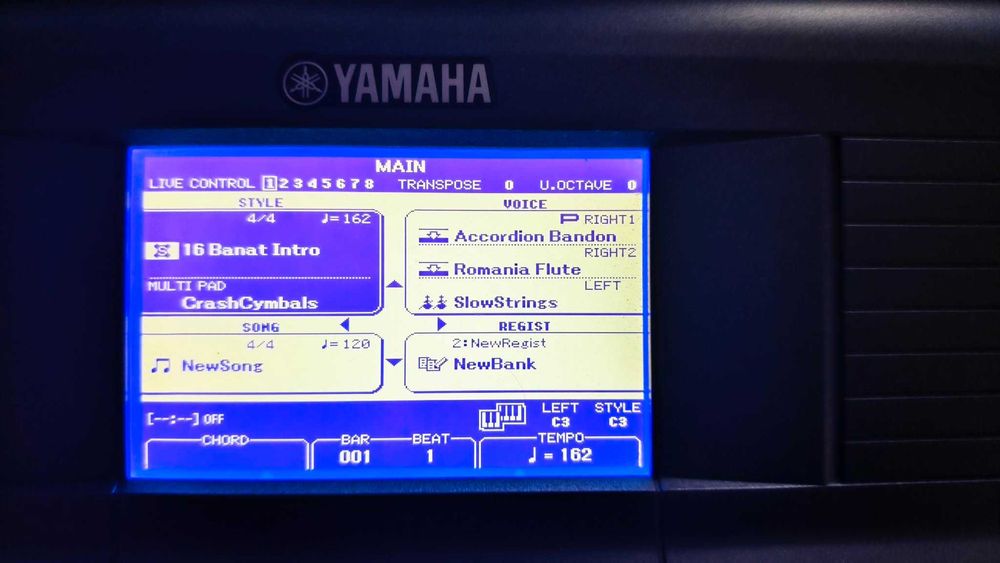 YAMAHA
MAIN
LIVE CONTROL 1 2 3 4 5 6 7 8 TRANSPOSE 0 U.OCTAVE 0
STYLE
4/4 ♩=162
16 Banat Intro
MULTI PAD
CrashCymbals
VOICE
RIGHT1
Accordion Bandon
RIGHT2
Romania Flute
LEFT
SlowStrings
SONG
4/4 ♩=120
NewSong
REGIST
2:NewRegist
NewBank
[--:--] OFF
LEFT STYLE
C3 C3
CHORD
BAR BEAT
001 1
TEMPO
♩ = 162